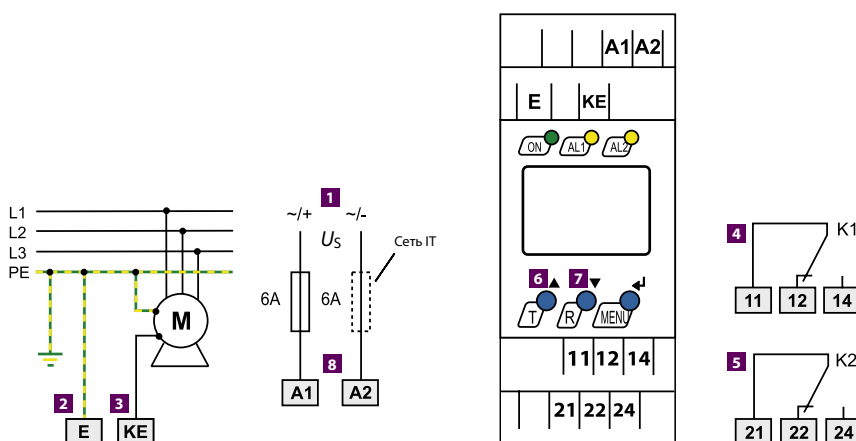 L1
L2
L3
PE
M
2
3
E
KE
1
~/+ ~/-
US
Сеть IT
6A 6A
8
A1 A2
A1 A2
E KE
ON AL1 AL2
6 7
T R MENU
11 12 14
21 22 24
4
K1
11 12 14
5
K2
21 22 24